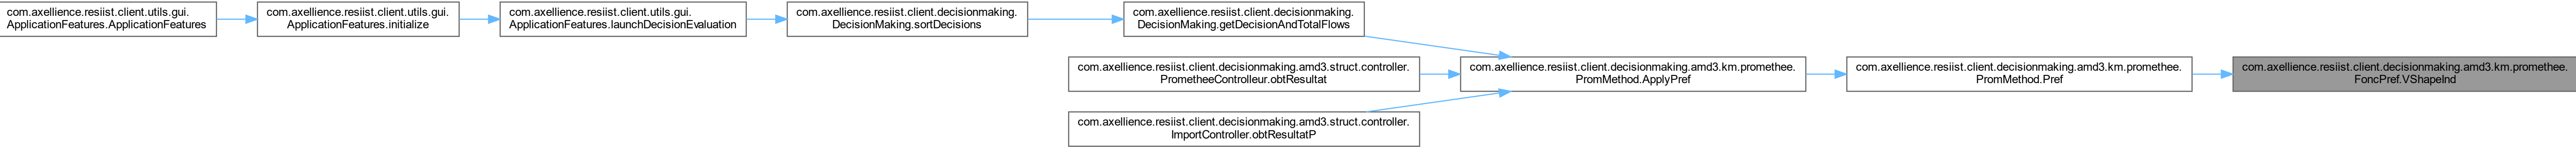 com.axellience.resiist.client.utils.gui.
ApplicationFeatures.ApplicationFeatures
com.axellience.resiist.client.utils.gui.
ApplicationFeatures.initialize
com.axellience.resiist.client.utils.gui.
ApplicationFeatures.launchDecisionEvaluation
com.axellience.resiist.client.decisionmaking.
DecisionMaking.sortDecisions
com.axellience.resiist.client.decisionmaking.
DecisionMaking.getDecisionAndTotalFlows
com.axellience.resiist.client.decisionmaking.amd3.struct.controller.
PrometheeControlleur.obtResultat
com.axellience.resiist.client.decisionmaking.amd3.struct.controller.
ImportController.obtResultatP
com.axellience.resiist.client.decisionmaking.amd3.km.promethee.
PromMethod.ApplyPref
com.axellience.resiist.client.decisionmaking.amd3.km.promethee.
PromMethod.Pref
com.axellience.resiist.client.decisionmaking.amd3.km.promethee.
FoncPref.VShapeInd